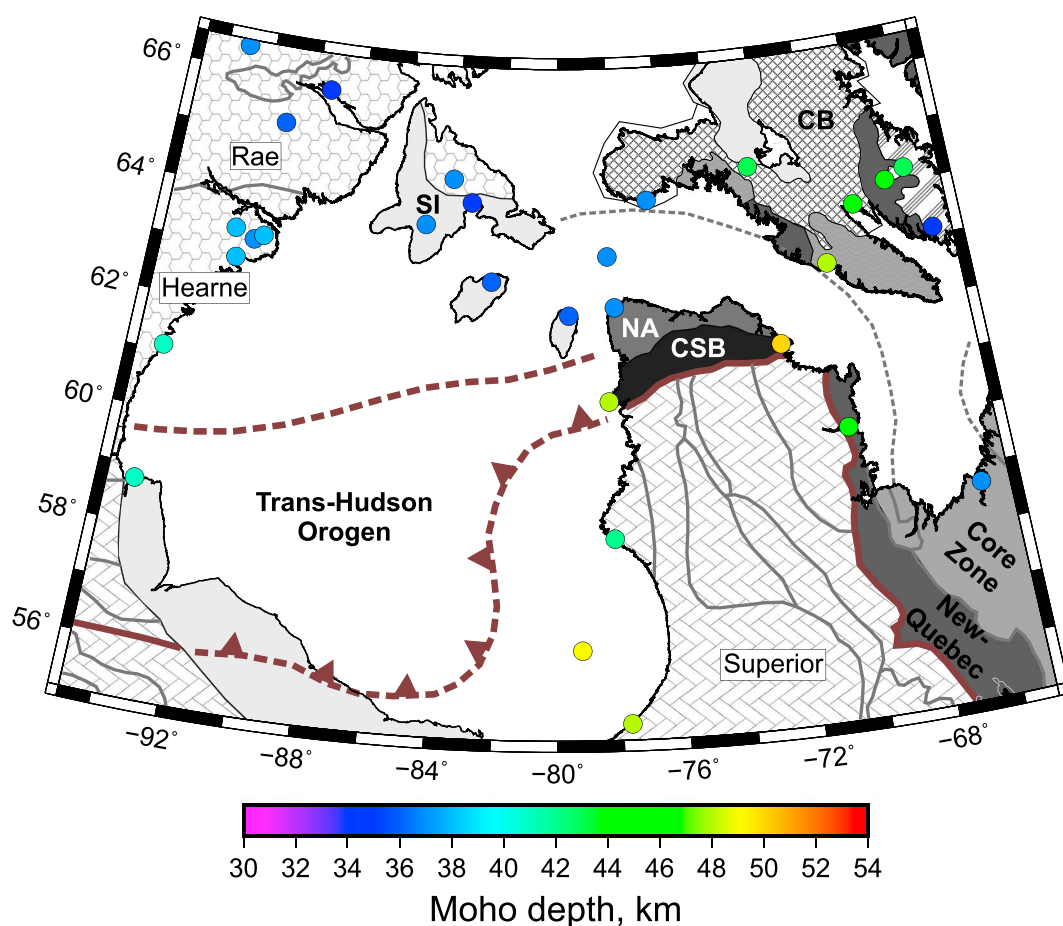 66°
64°
62°
60°
58°
56°
CB
Rae
SI
Hearne
NA
CSB
Trans-Hudson
Orogen
Core
Zone
New-
Quebec
Superior
−92°
−88°
−84°
−80°
−76°
−72°
−68°
30 32 34 36 38 40 42 44 46 48 50 52 54
Moho depth, km